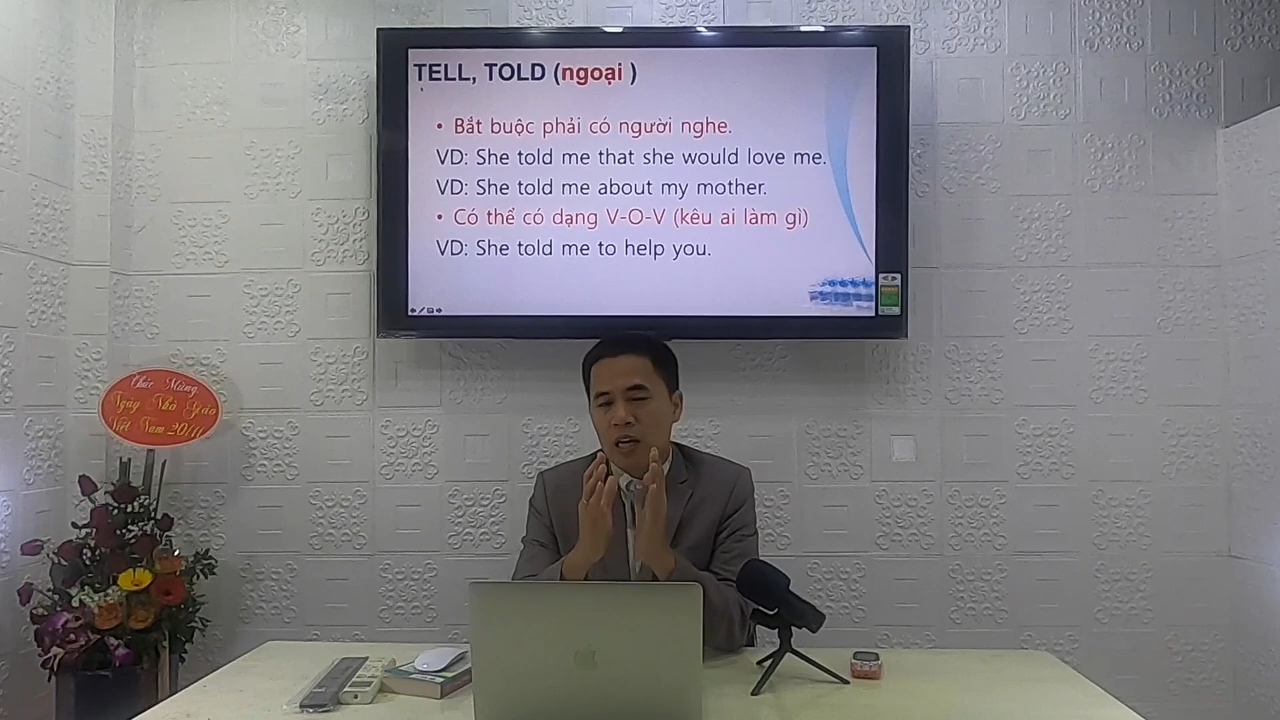 TELL, TOLD (ngoại )
• Bắt buộc phải có người nghe.
VD: She told me that she would love me.
VD: She told me about my mother.
• Có thể có dạng V-O-V (kêu ai làm gì)
VD: She told me to help you.
Chúc Mừng
Ngày Nhà Giáo
Việt Nam 20/11